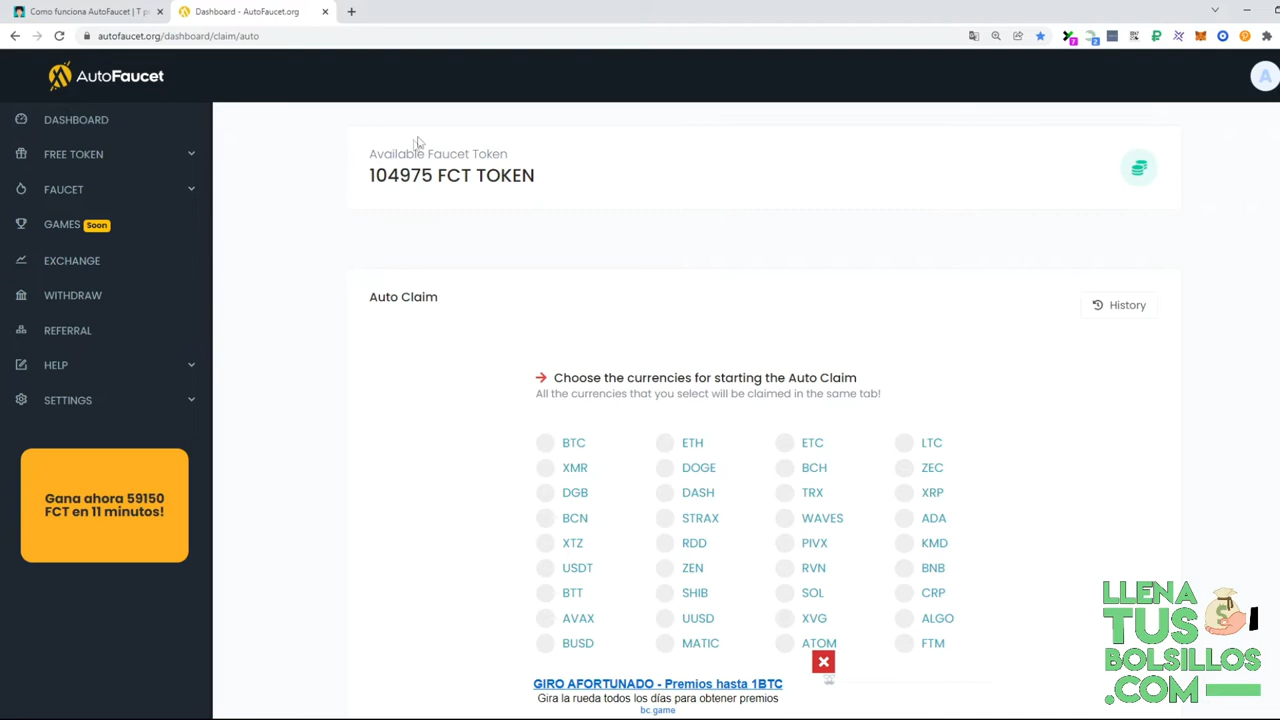 Como funciona AutoFaucet | T p
Dashboard - AutoFaucet.org
autofaucet.org/dashboard/claim/auto
7
2
AutoFaucet
A
DASHBOARD
FREE TOKEN
FAUCET
GAMES Soon
EXCHANGE
WITHDRAW
REFERRAL
HELP
SETTINGS
Gana ahora 59150
FCT en 11 minutos!
Available Faucet Token
104975 FCT TOKEN
Auto Claim
History
Choose the currencies for starting the Auto Claim
All the currencies that you select will be claimed in the same tab!
BTC ETH ETC LTC
XMR DOGE BCH ZEC
DGB DASH TRX XRP
BCN STRAX WAVES ADA
XTZ RDD PIVX KMD
USDT ZEN RVN BNB
BTT SHIB SOL CRP
AVAX UUSD XVG ALGO
BUSD MATIC ATOM FTM
GIRO AFORTUNADO - Premios hasta 1BTC
Gira la rueda todos los días para obtener premios
bc.game
LLENA
TUS
BOLSILLOS
.COM